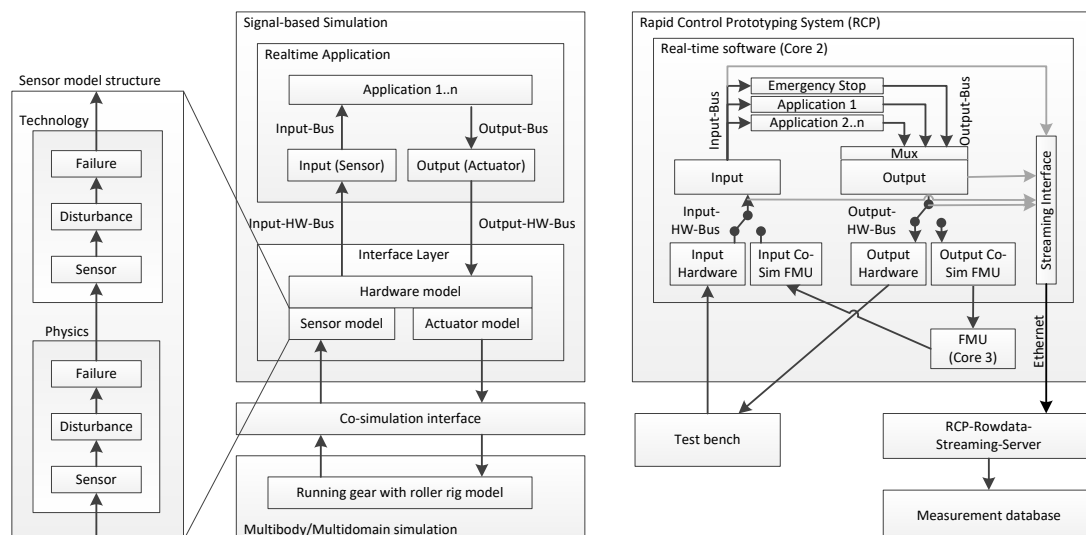 Sensor model structure
Technology
Failure
Disturbance
Sensor
Physics
Failure
Disturbance
Sensor
Signal-based Simulation
Realtime Application
Application 1..n
Input-Bus
Output-Bus
Input (Sensor)
Output (Actuator)
Input-HW-Bus
Output-HW-Bus
Interface Layer
Hardware model
Sensor model
Actuator model
Co-simulation interface
Running gear with roller rig model
Multibody/Multidomain simulation
Rapid Control Prototyping System (RCP)
Real-time software (Core 2)
Input-Bus
Emergency Stop
Application 1
Application 2..n
Output-Bus
Mux
Input
Output
Input-
HW-Bus
Output-
HW-Bus
Streaming Interface
Input
Hardware
Input Co-
Sim FMU
Output
Hardware
Output Co-
Sim FMU
FMU
(Core 3)
Ethernet
Test bench
RCP-Rowdata-
Streaming-Server
Measurement database